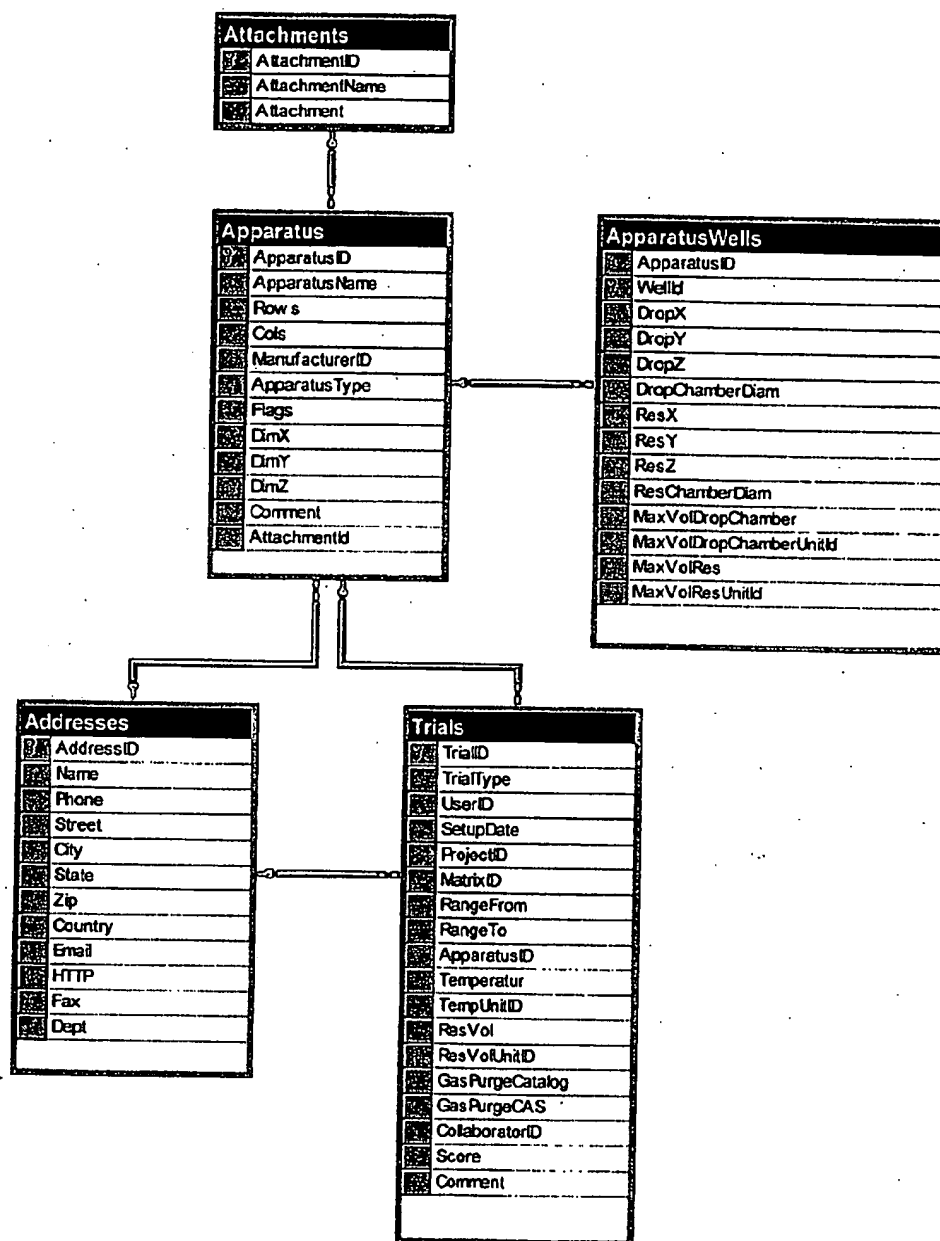 Attachments
AttachmentID
AttachmentName
Attachment
Apparatus
ApparatusID
ApparatusName
Rows
Cols
ManufacturerID
ApparatusType
Flags
DimX
DimY
DimZ
Comment
AttachmentId
ApparatusWells
ApparatusID
WellId
DropX
DropY
DropZ
DropChamberDiam
ResX
ResY
ResZ
ResChamberDiam
MaxVolDropChamber
MaxVolDropChamberUnitId
MaxVolRes
MaxVolResUnitId
Addresses
AddressID
Name
Phone
Street
City
State
Zip
Country
Email
HTTP
Fax
Dept
Trials
TrialID
TrialType
UserID
SetupDate
ProjectID
MatrixID
RangeFrom
RangeTo
ApparatusID
Temperatur
TempUnitID
ResVol
ResVolUnitID
GasPurgeCatalog
GasPurgeCAS
CollaboratorID
Score
Comment